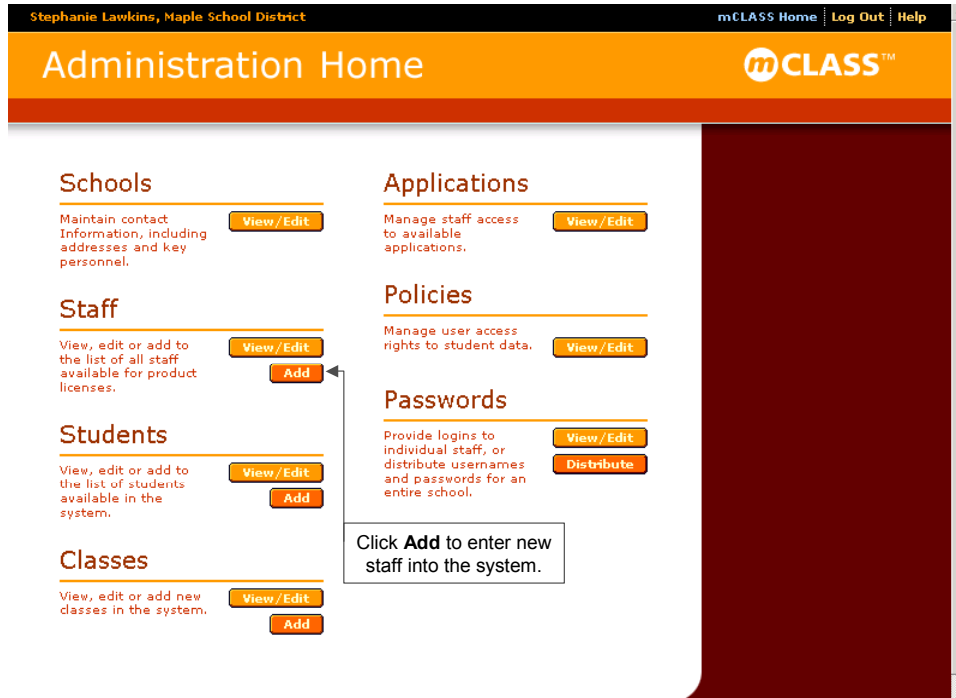 Stephanie Lawkins, Maple School District
mCLASS Home Log Out Help
Administration Home
mCLASS™
Schools
Maintain contact
Information, including
addresses and key
personnel.
View/Edit
Staff
View, edit or add to
the list of all staff
available for product
licenses.
View/Edit
Add
Students
View, edit or add to
the list of students
available in the
system.
View/Edit
Add
Classes
View, edit or add new
classes in the system.
View/Edit
Add
Applications
Manage staff access
to available
applications.
View/Edit
Policies
Manage user access
rights to student data.
View/Edit
Passwords
Provide logins to
individual staff, or
distribute usernames
and passwords for an
entire school.
View/Edit
Distribute
Click Add to enter new
staff into the system.